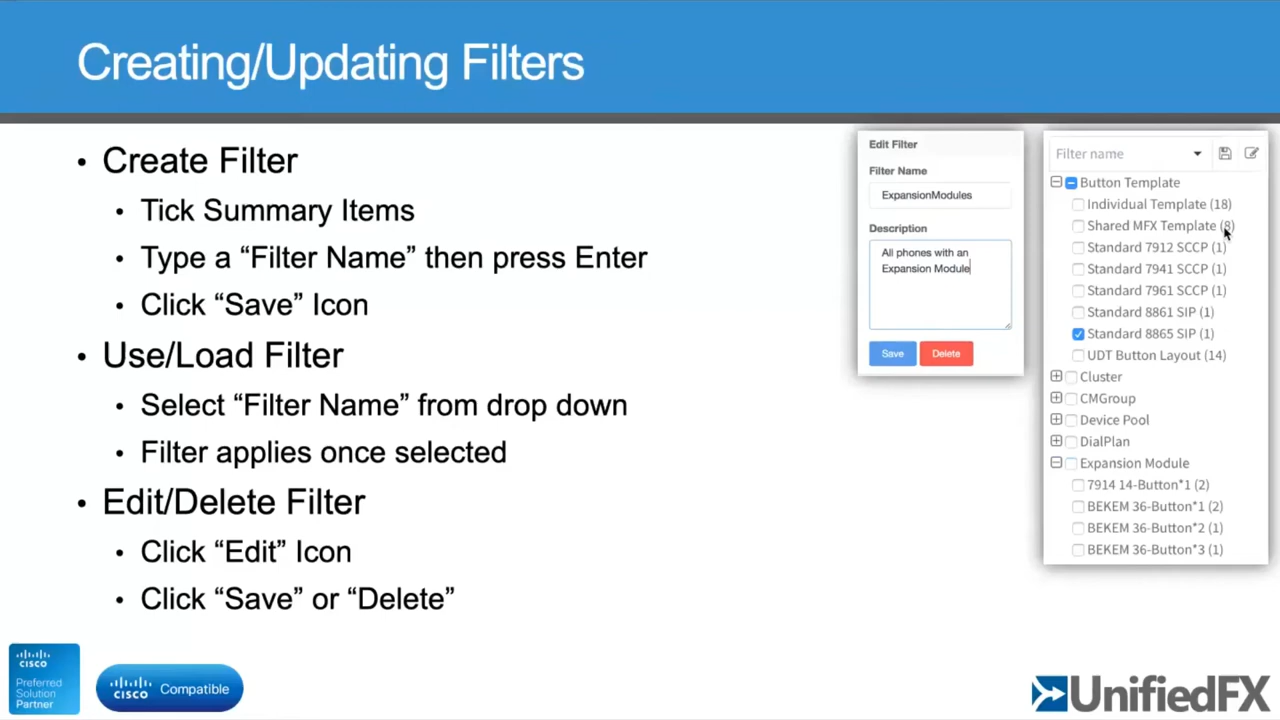 Creating/Updating Filters
• Create Filter
• Tick Summary Items
• Type a “Filter Name” then press Enter
• Click “Save” Icon
• Use/Load Filter
• Select “Filter Name” from drop down
• Filter applies once selected
• Edit/Delete Filter
• Click “Edit” Icon
• Click “Save” or “Delete”
Edit Filter
Filter Name
ExpansionModules
Description
All phones with an
Expansion Module
Save
Delete
Filter name
Button Template
Individual Template (18)
Shared MFX Template (8)
Standard 7912 SCCP (1)
Standard 7941 SCCP (1)
Standard 7961 SCCP (1)
Standard 8861 SIP (1)
Standard 8865 SIP (1)
UDT Button Layout (14)
Cluster
CMGroup
Device Pool
DialPlan
Expansion Module
7914 14-Button*1 (2)
BEKEM 36-Button*1 (2)
BEKEM 36-Button*2 (1)
BEKEM 36-Button*3 (1)
CISCO
Preferred
Solution
Partner
CISCO
Compatible
UnifiedFX